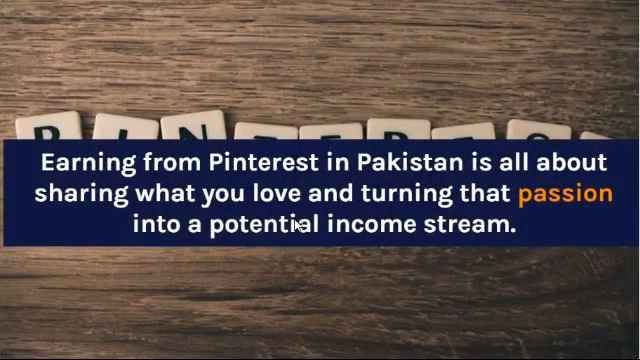 PINTERES
Earning from Pinterest in Pakistan is all about
sharing what you love and turning that passion
into a potential income stream.